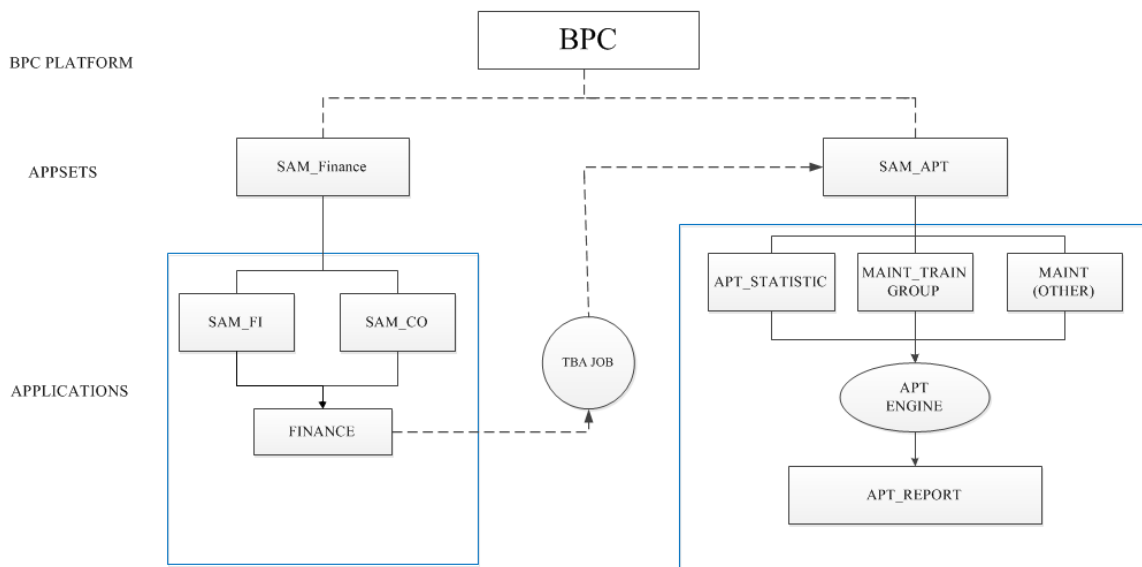 BPC
BPC PLATFORM
APPSETS
SAM_Finance
SAM_APT
APT_STATISTIC
MAINT_TRAIN
GROUP
MAINT
(OTHER)
SAM_FI
SAM_CO
TBA JOB
APPLICATIONS
APT
ENGINE
FINANCE
APT_REPORT